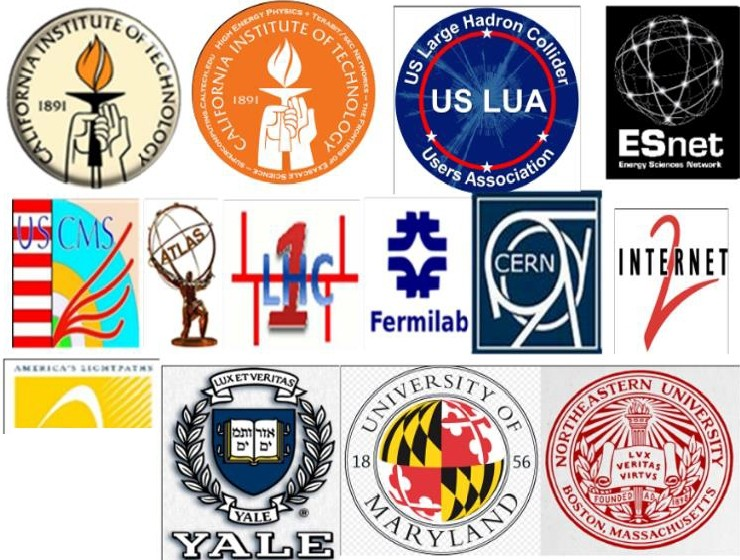 CALIFORNIA INSTITUTE OF TECHNOLOGY
1891
HIGH ENERGY PHYSICS • TERABIT/SEC NETWORKS – THE FRONTIERS OF EXASCALE SCIENCE – SUPERCOMPUTING.CALTECH.EDU
CALIFORNIA INSTITUTE OF TECHNOLOGY
1891
US Large Hadron Collider
US LUA
Users Association
ESnet
Energy Sciences Network
US CMS
ATLAS
LHC
1
Fermilab
CERN
INTERNET
2
AMERICA'S LIGHTPATHS
LUX ET VERITAS
אורים
ותמים
YALE
®
YALE
UNIVERSITY OF
18 56
MARYLAND
NORTHEASTERN UNIVERSITY
LVX
VERITAS
VIRTVS
FOUNDED A.D. 1898
BOSTON, MASSACHUSETTS